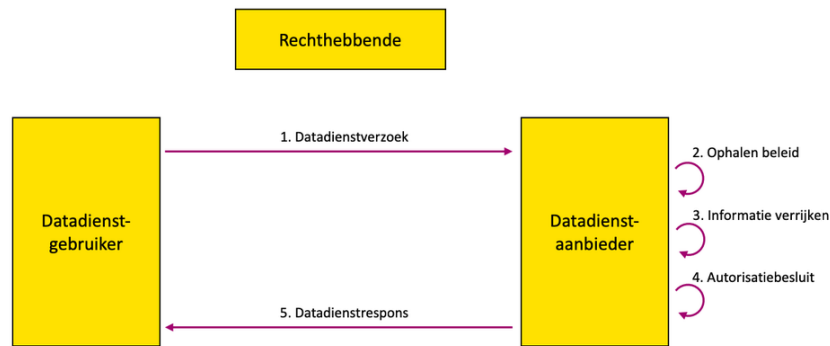 Rechthebbende
1. Datadienstverzoek
2. Ophalen beleid
Datadienst-
gebruiker
Datadienst-
aanbieder
3. Informatie verrijken
4. Autorisatiebesluit
5. Datadienstrespons